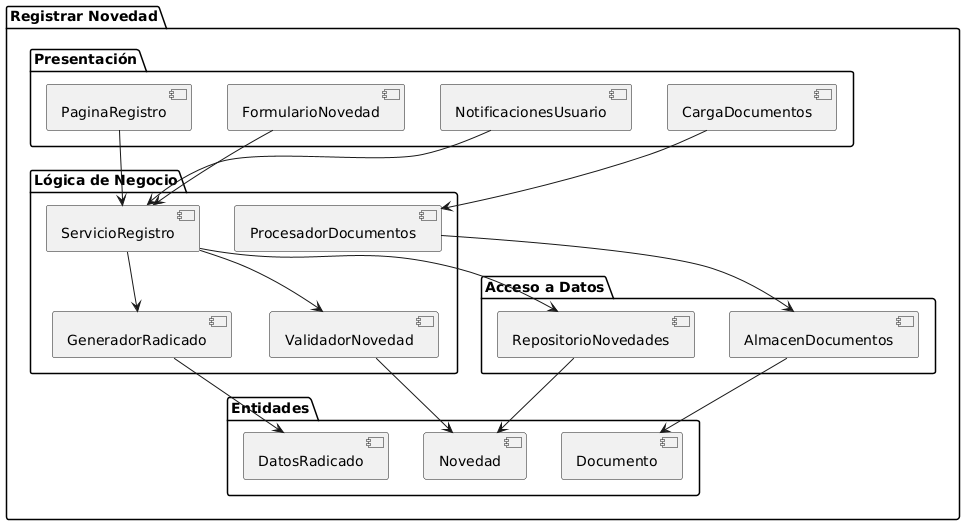 Registrar Novedad
Presentación
PaginaRegistro
FormularioNovedad
NotificacionesUsuario
CargaDocumentos
Lógica de Negocio
ServicioRegistro
ProcesadorDocumentos
GeneradorRadicado
ValidadorNovedad
Acceso a Datos
RepositorioNovedades
AlmacenDocumentos
Entidades
DatosRadicado
Novedad
Documento